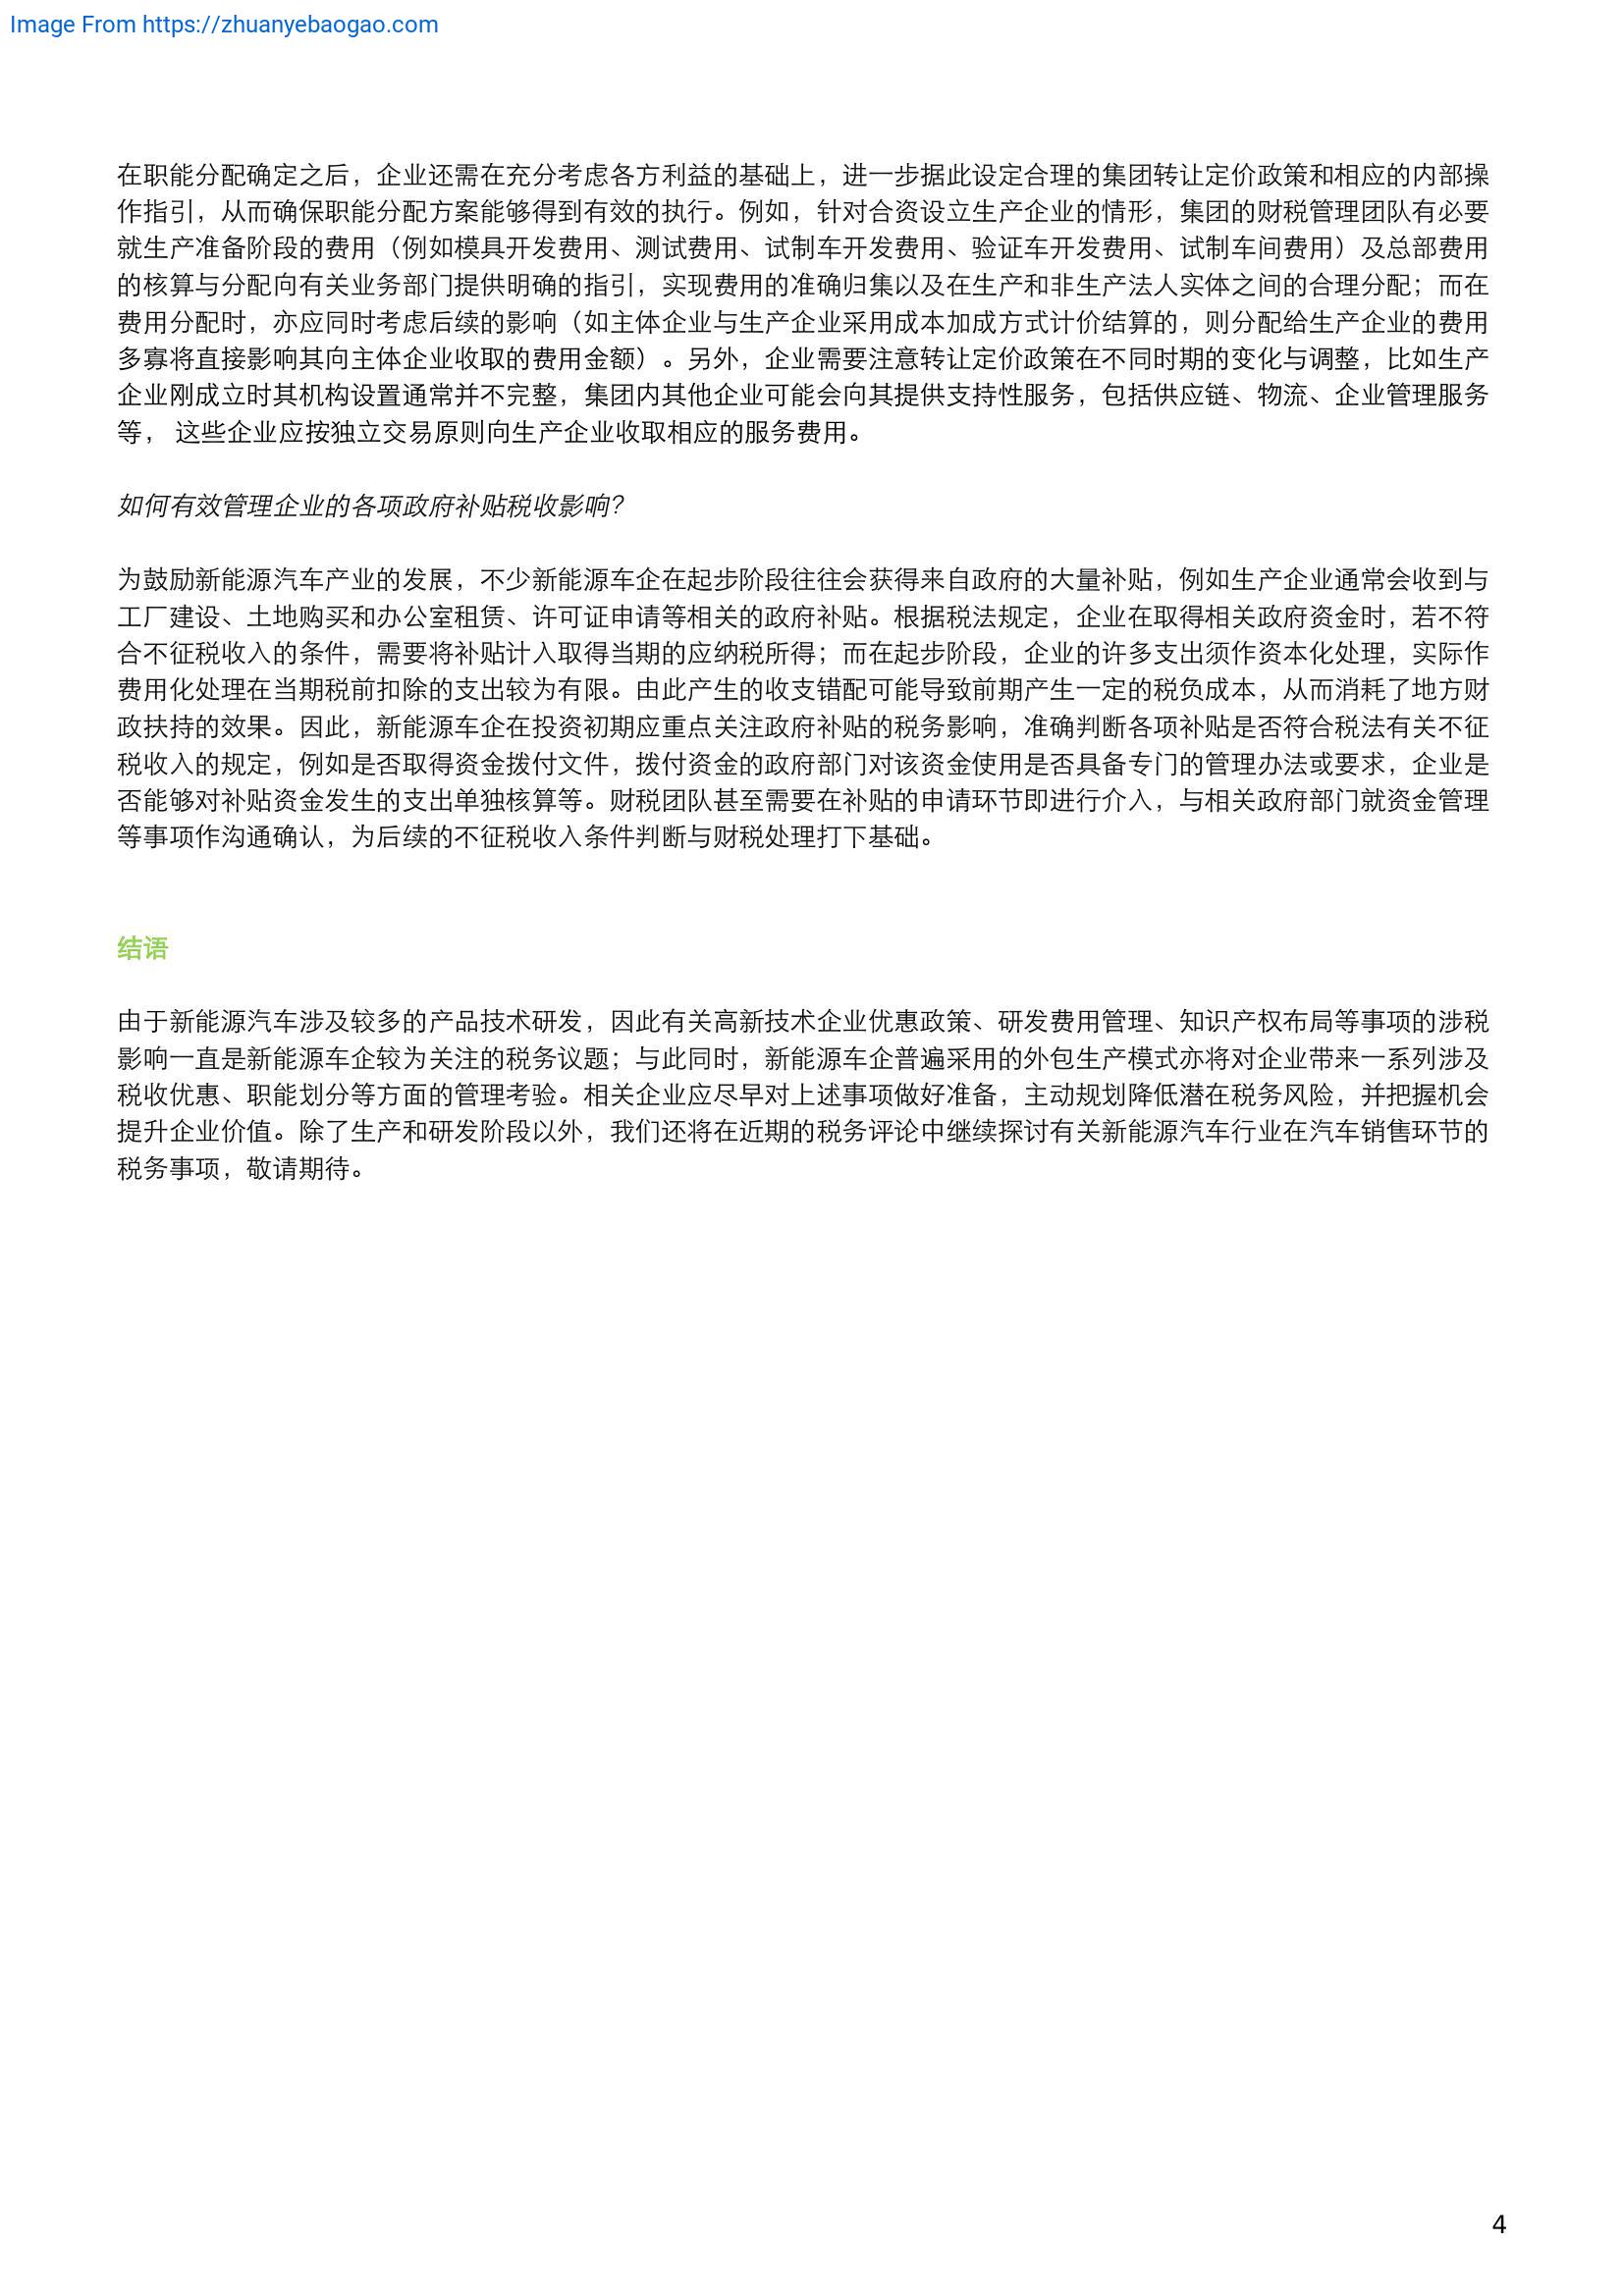 Image From https://zhuanyebaogao.com
在职能分配确定之后，企业还需在充分考虑各方利益的基础上，进一步据此设定合理的集团转让定价政策和相应的内部操
作指引，从而确保职能分配方案能够得到有效的执行。例如，针对合资设立生产企业的情形，集团的财税管理团队有必要
就生产准备阶段的费用（例如模具开发费用、测试费用、试制车开发费用、验证车开发费用、试制车间费用）及总部费用
的核算与分配向有关业务部门提供明确的指引，实现费用的准确归集以及在生产和非生产法人实体之间的合理分配；而在
费用分配时，亦应同时考虑后续的影响（如主体企业与生产企业采用成本加成方式计价结算的，则分配给生产企业的费用
多寡将直接影响其向主体企业收取的费用金额）。另外，企业需要注意转让定价政策在不同时期的变化与调整，比如生产
企业刚成立时其机构设置通常并不完整，集团内其他企业可能会向其提供支持性服务，包括供应链、物流、企业管理服务
等， 这些企业应按独立交易原则向生产企业收取相应的服务费用。
如何有效管理企业的各项政府补贴税收影响？
为鼓励新能源汽车产业的发展，不少新能源车企在起步阶段往往会获得来自政府的大量补贴，例如生产企业通常会收到与
工厂建设、土地购买和办公室租赁、许可证申请等相关的政府补贴。根据税法规定，企业在取得相关政府资金时，若不符
合不征税收入的条件，需要将补贴计入取得当期的应纳税所得；而在起步阶段，企业的许多支出须作资本化处理，实际作
费用化处理在当期税前扣除的支出较为有限。由此产生的收支错配可能导致前期产生一定的税负成本，从而消耗了地方财
政扶持的效果。因此，新能源车企在投资初期应重点关注政府补贴的税务影响，准确判断各项补贴是否符合税法有关不征
税收入的规定，例如是否取得资金拨付文件，拨付资金的政府部门对该资金使用是否具备专门的管理办法或要求，企业是
否能够对补贴资金发生的支出单独核算等。财税团队甚至需要在补贴的申请环节即进行介入，与相关政府部门就资金管理
等事项作沟通确认，为后续的不征税收入条件判断与财税处理打下基础。
结语
由于新能源汽车涉及较多的产品技术研发，因此有关高新技术企业优惠政策、研发费用管理、知识产权布局等事项的涉税
影响一直是新能源车企较为关注的税务议题；与此同时，新能源车企普遍采用的外包生产模式亦将对企业带来一系列涉及
税收优惠、职能划分等方面的管理考验。相关企业应尽早对上述事项做好准备，主动规划降低潜在税务风险，并把握机会
提升企业价值。除了生产和研发阶段以外，我们还将在近期的税务评论中继续探讨有关新能源汽车行业在汽车销售环节的
税务事项，敬请期待。
4